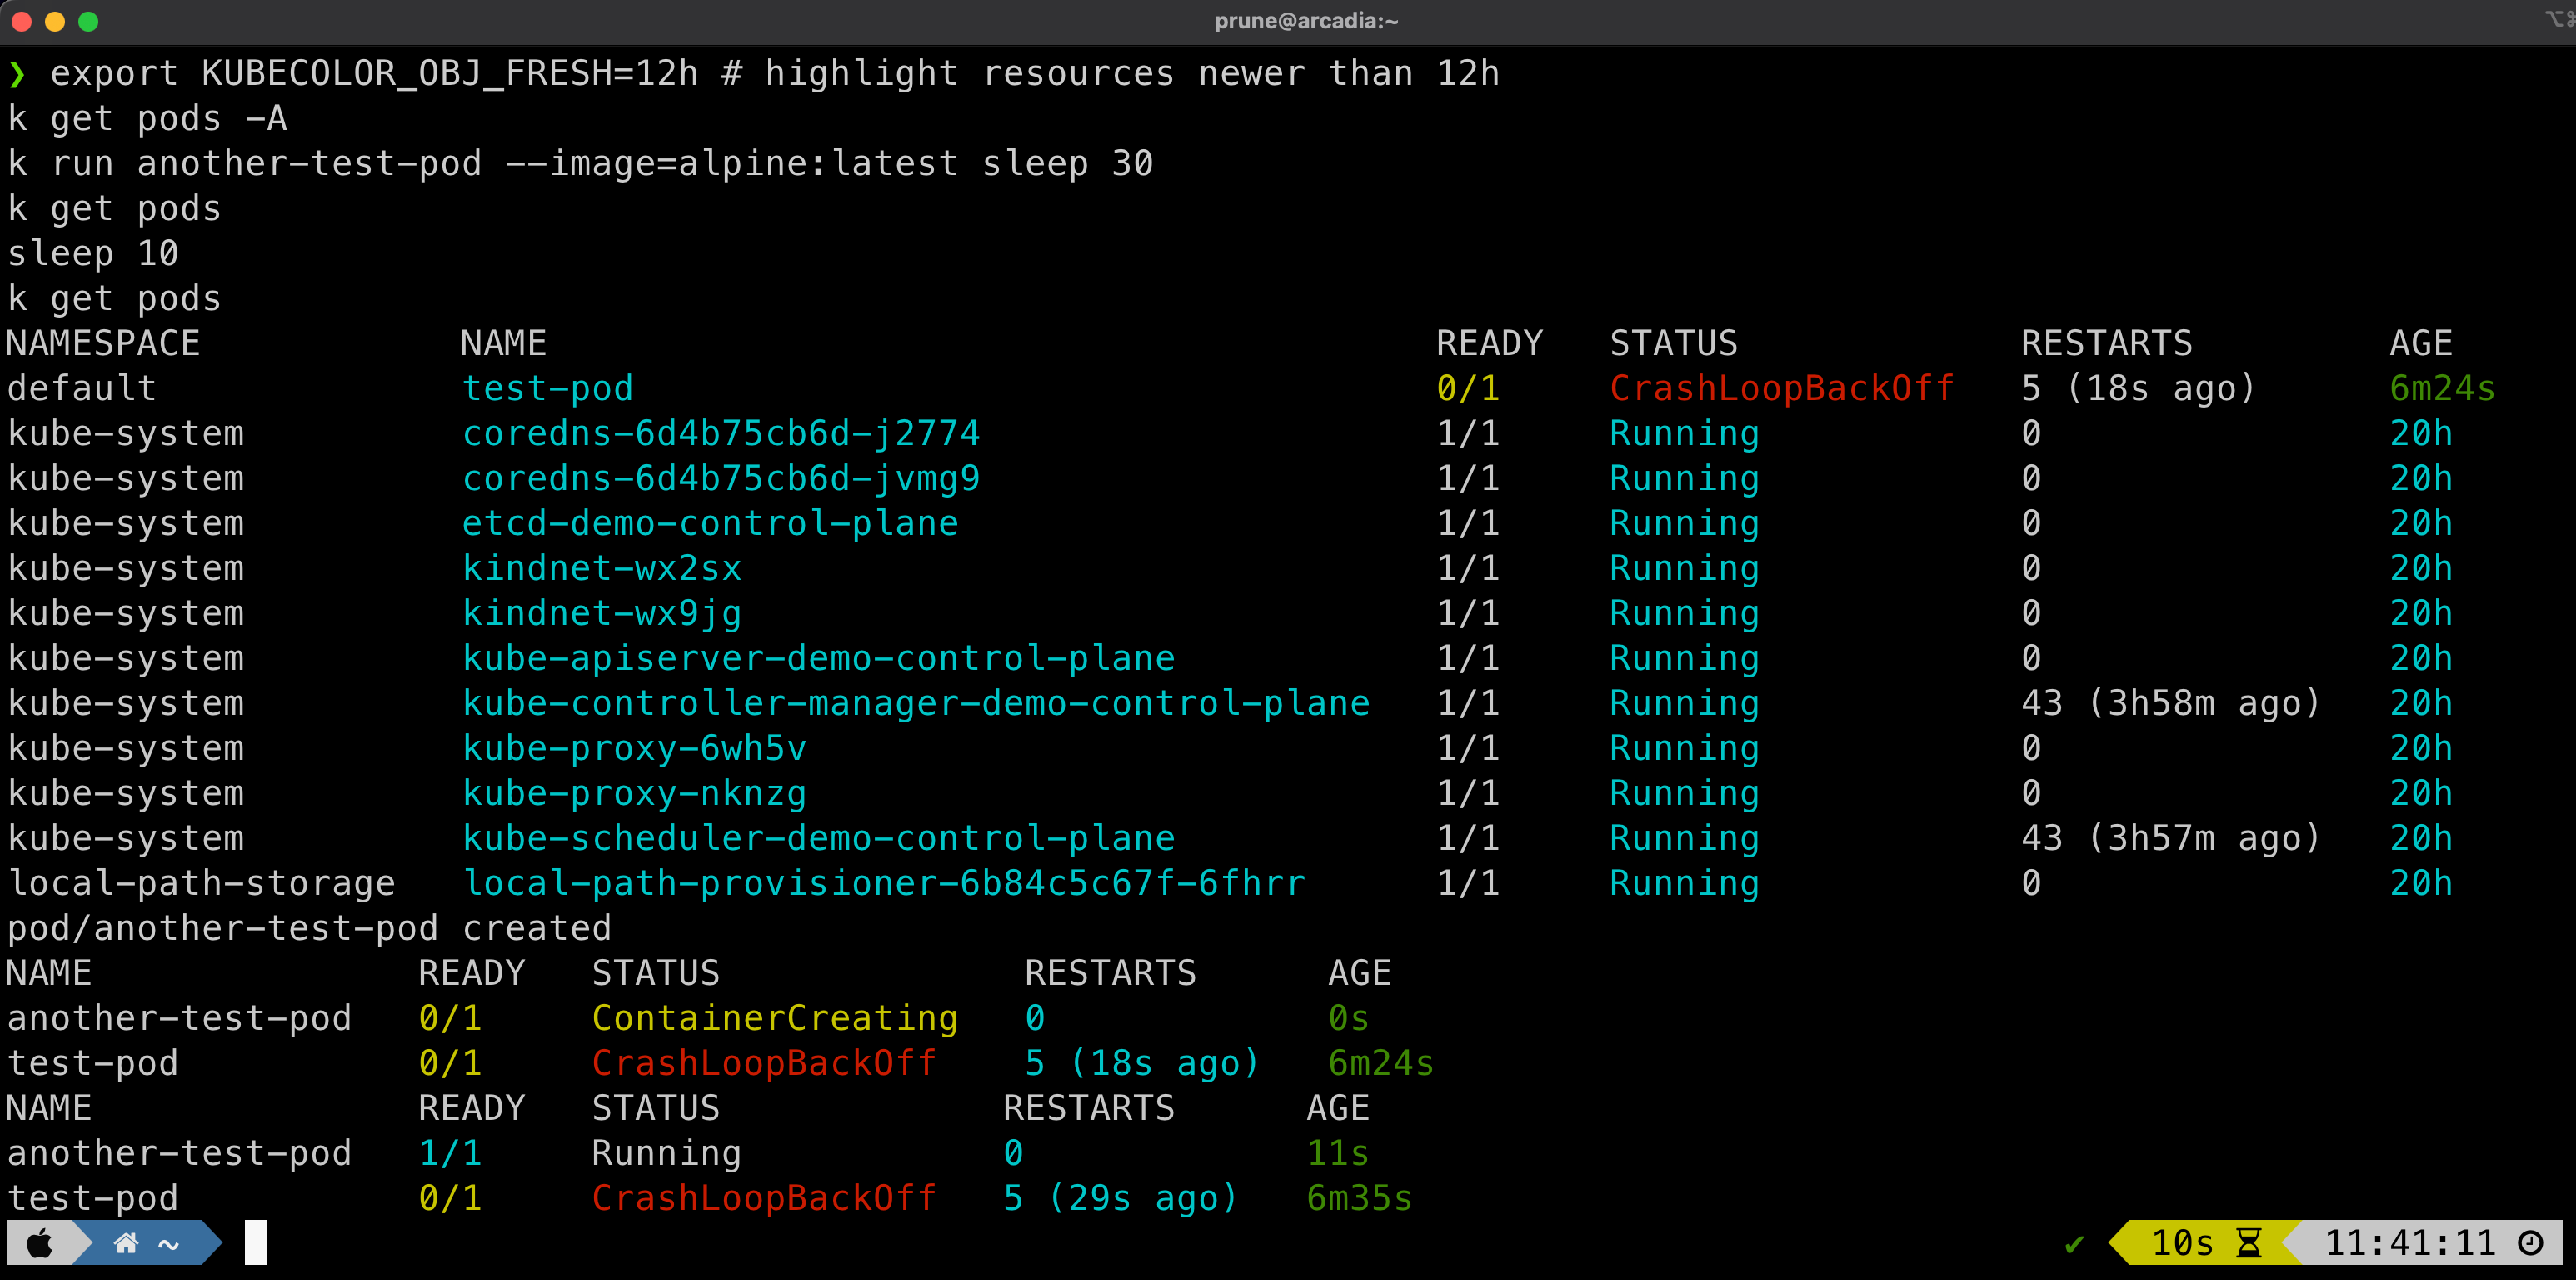 prune@arcadia:~
❯ export KUBECOLOR_OBJ_FRESH=12h # highlight resources newer than 12h
k get pods -A
k run another-test-pod --image=alpine:latest sleep 30
k get pods
sleep 10
k get pods
NAMESPACE            NAME                                         READY   STATUS             RESTARTS         AGE
default              test-pod                                     0/1     CrashLoopBackOff   5 (18s ago)      6m24s
kube-system          coredns-6d4b75cb6d-j2774                     1/1     Running            0                20h
kube-system          coredns-6d4b75cb6d-jvmg9                     1/1     Running            0                20h
kube-system          etcd-demo-control-plane                      1/1     Running            0                20h
kube-system          kindnet-wx2sx                                1/1     Running            0                20h
kube-system          kindnet-wx9jg                                1/1     Running            0                20h
kube-system          kube-apiserver-demo-control-plane            1/1     Running            0                20h
kube-system          kube-controller-manager-demo-control-plane   1/1     Running            43 (3h58m ago)   20h
kube-system          kube-proxy-6wh5v                             1/1     Running            0                20h
kube-system          kube-proxy-nknzg                             1/1     Running            0                20h
kube-system          kube-scheduler-demo-control-plane            1/1     Running            43 (3h57m ago)   20h
local-path-storage   local-path-provisioner-6b84c5c67f-6fhrr      1/1     Running            0                20h
pod/another-test-pod created
NAME               READY   STATUS              RESTARTS      AGE
another-test-pod   0/1     ContainerCreating   0             0s
test-pod           0/1     CrashLoopBackOff    5 (18s ago)   6m24s
NAME               READY   STATUS             RESTARTS      AGE
another-test-pod   1/1     Running            0             11s
test-pod           0/1     CrashLoopBackOff   5 (29s ago)   6m35s
~ ✔ 10s 11:41:11